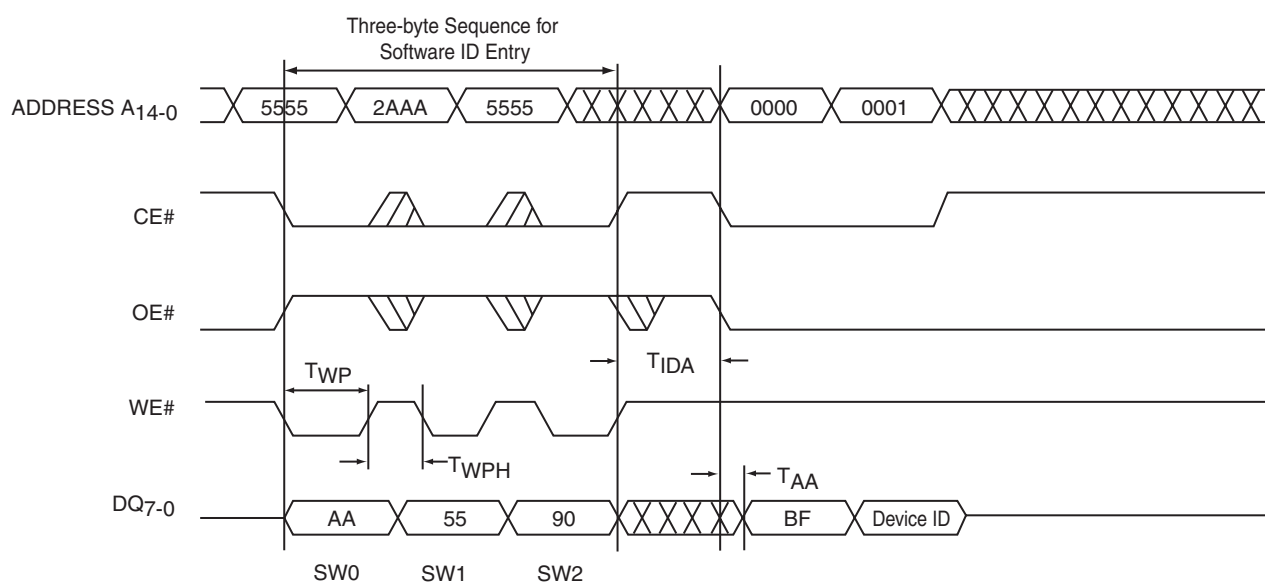 Three-byte Sequence for
Software ID Entry
ADDRESS A14-0
5555
2AAA
5555
0000
0001
CE#
OE#
TIDA
TWP
WE#
TWPH
TAA
DQ7-0
AA
55
90
BF
Device ID
SW0
SW1
SW2